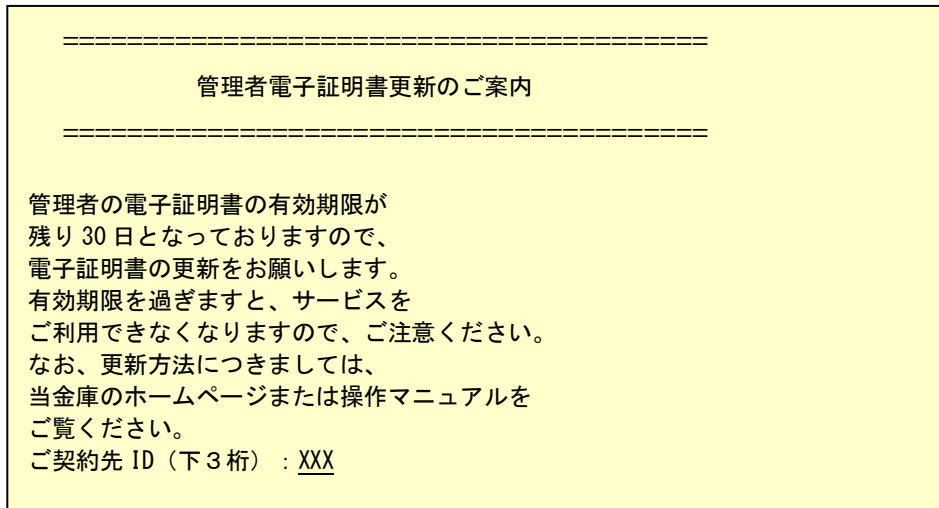 ========================================
管理者電子証明書更新のご案内
========================================
管理者の電子証明書の有効期限が
残り30日となっておりますので、
電子証明書の更新をお願いします。
有効期限を過ぎますと、サービスを
ご利用できなくなりますので、ご注意ください。
なお、更新方法につきましては、
当金庫のホームページまたは操作マニュアルを
ご覧ください。
ご契約先ID（下３桁）：XXX